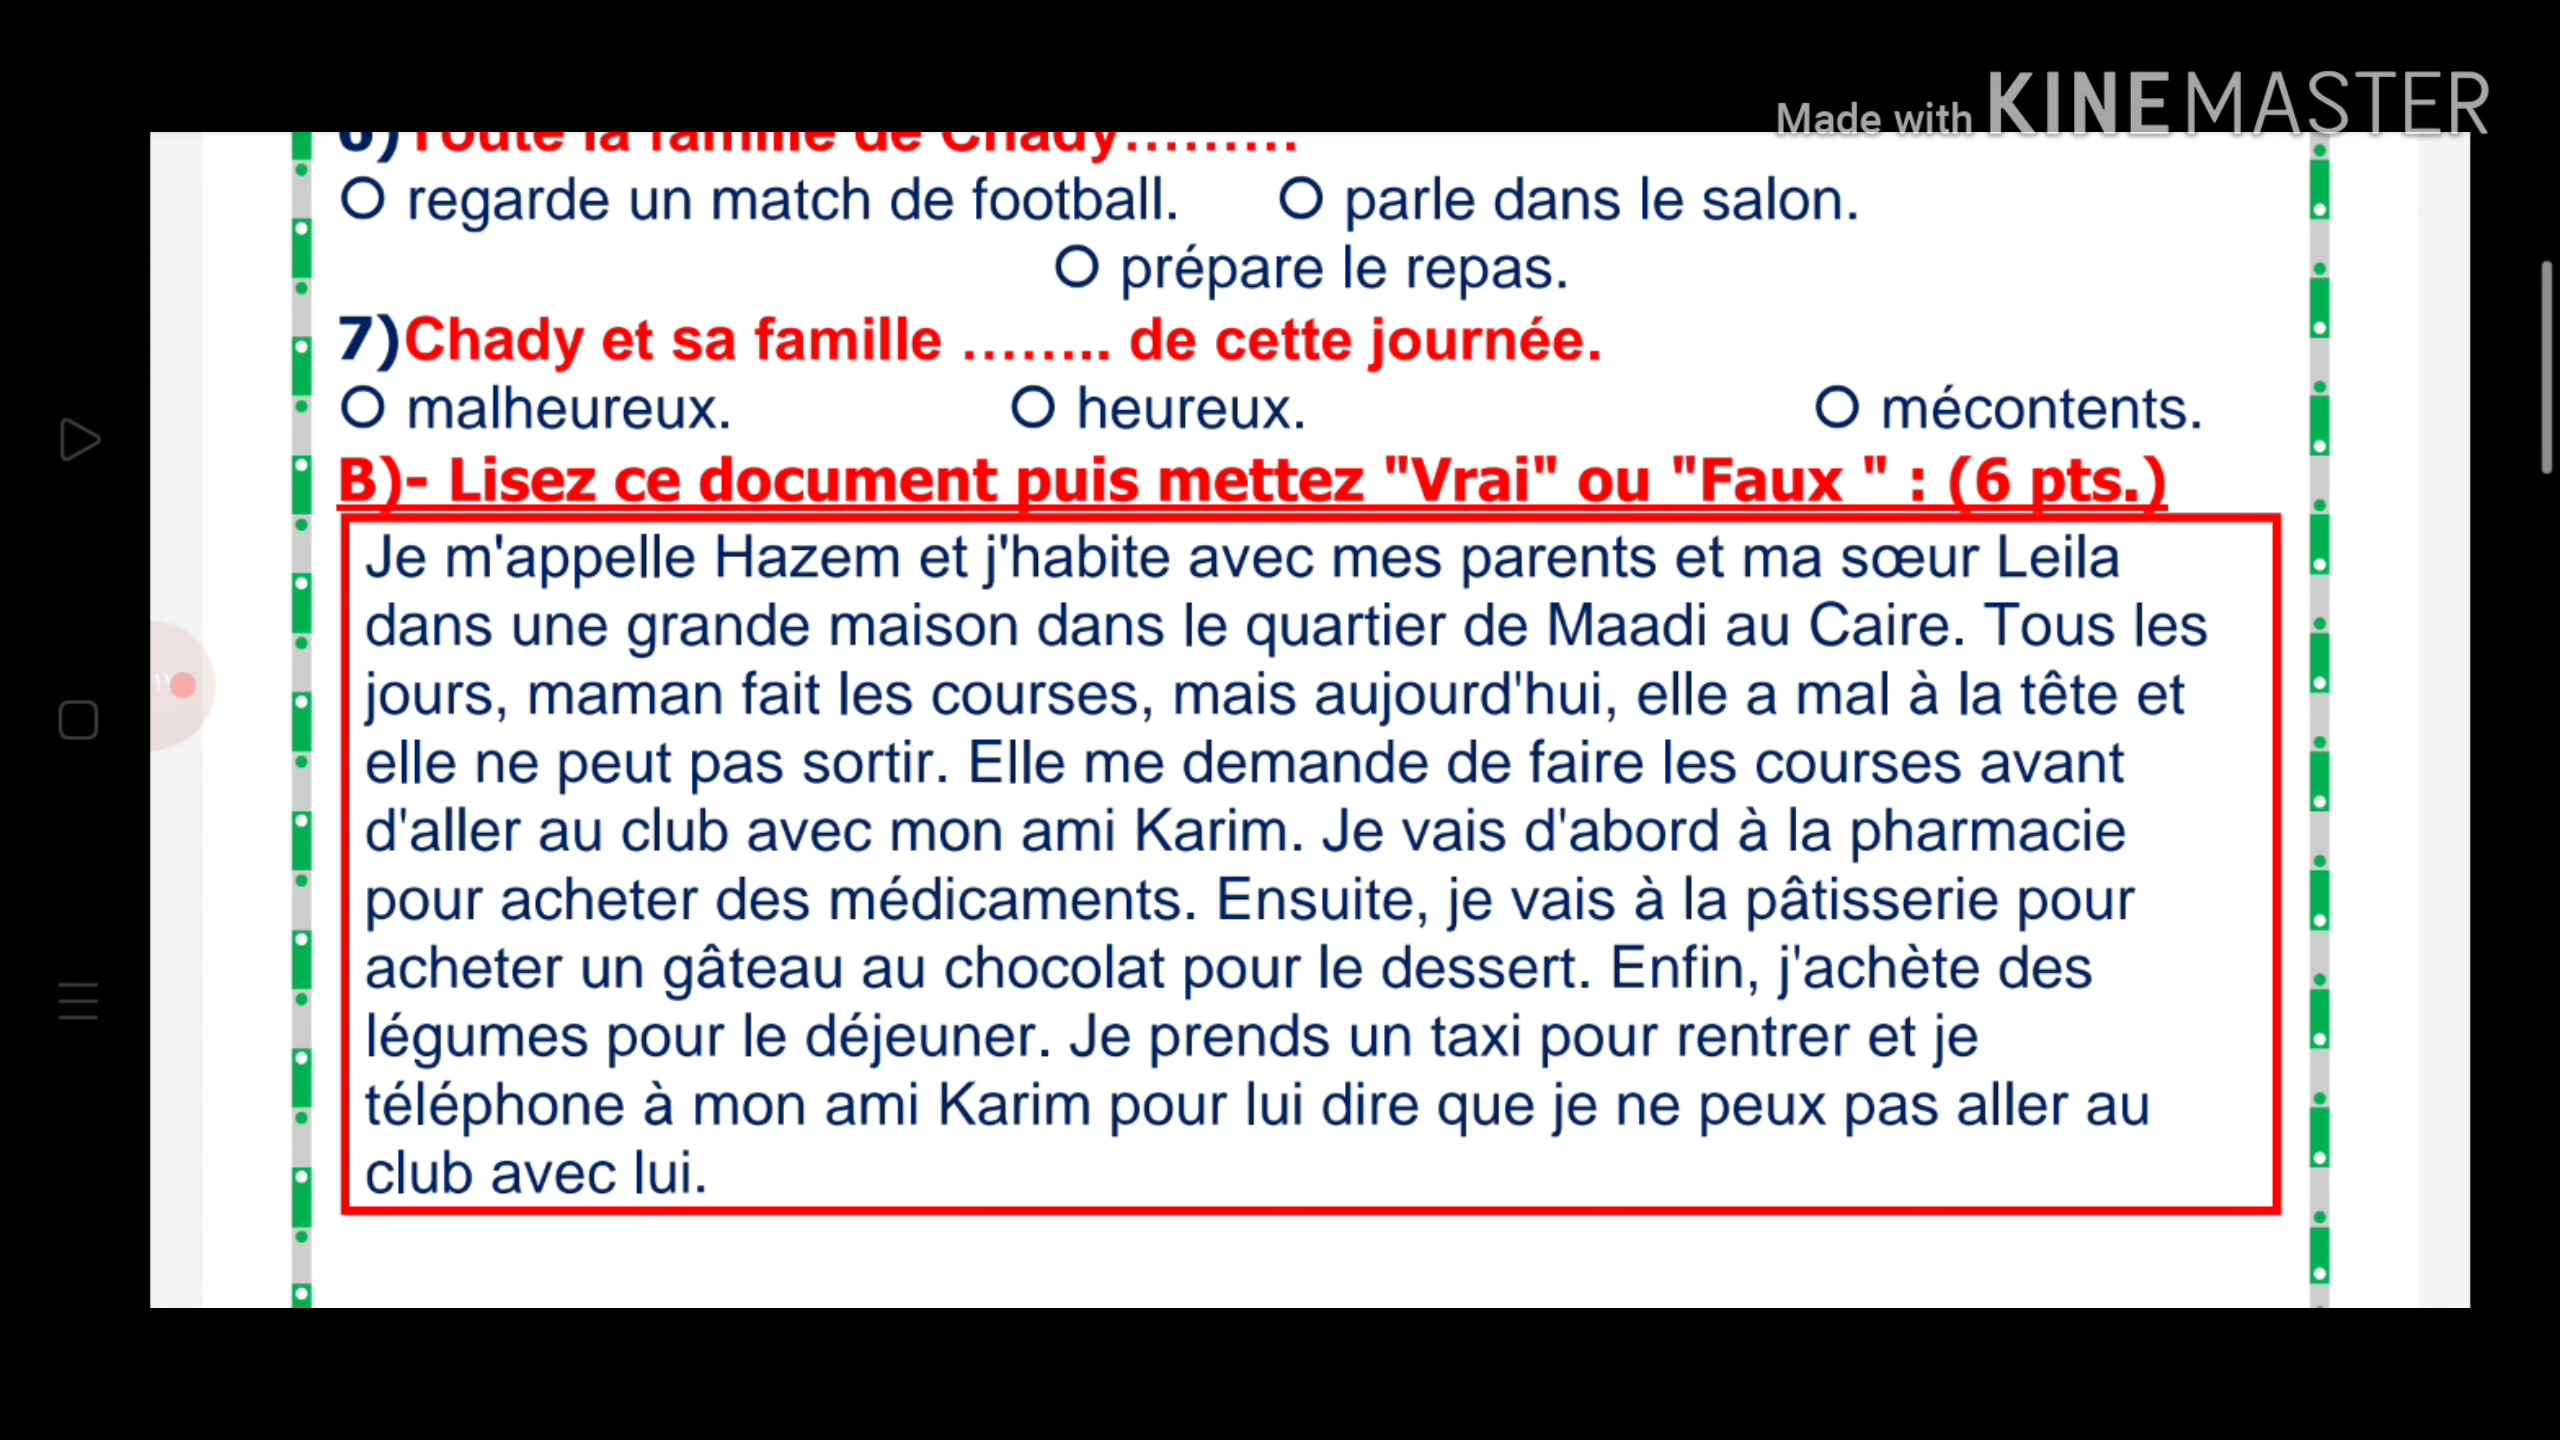 Made with KINEMASTER
6) Toute la famille de Chady.........
O regarde un match de football. O parle dans le salon.
O prépare le repas.
7)Chady et sa famille …….. de cette journée.
O malheureux. O heureux. O mécontents.
B)- Lisez ce document puis mettez "Vrai" ou "Faux " : (6 pts.)
Je m'appelle Hazem et j'habite avec mes parents et ma sœur Leila
dans une grande maison dans le quartier de Maadi au Caire. Tous les
jours, maman fait les courses, mais aujourd'hui, elle a mal à la tête et
elle ne peut pas sortir. Elle me demande de faire les courses avant
d'aller au club avec mon ami Karim. Je vais d'abord à la pharmacie
pour acheter des médicaments. Ensuite, je vais à la pâtisserie pour
acheter un gâteau au chocolat pour le dessert. Enfin, j'achète des
légumes pour le déjeuner. Je prends un taxi pour rentrer et je
téléphone à mon ami Karim pour lui dire que je ne peux pas aller au
club avec lui.